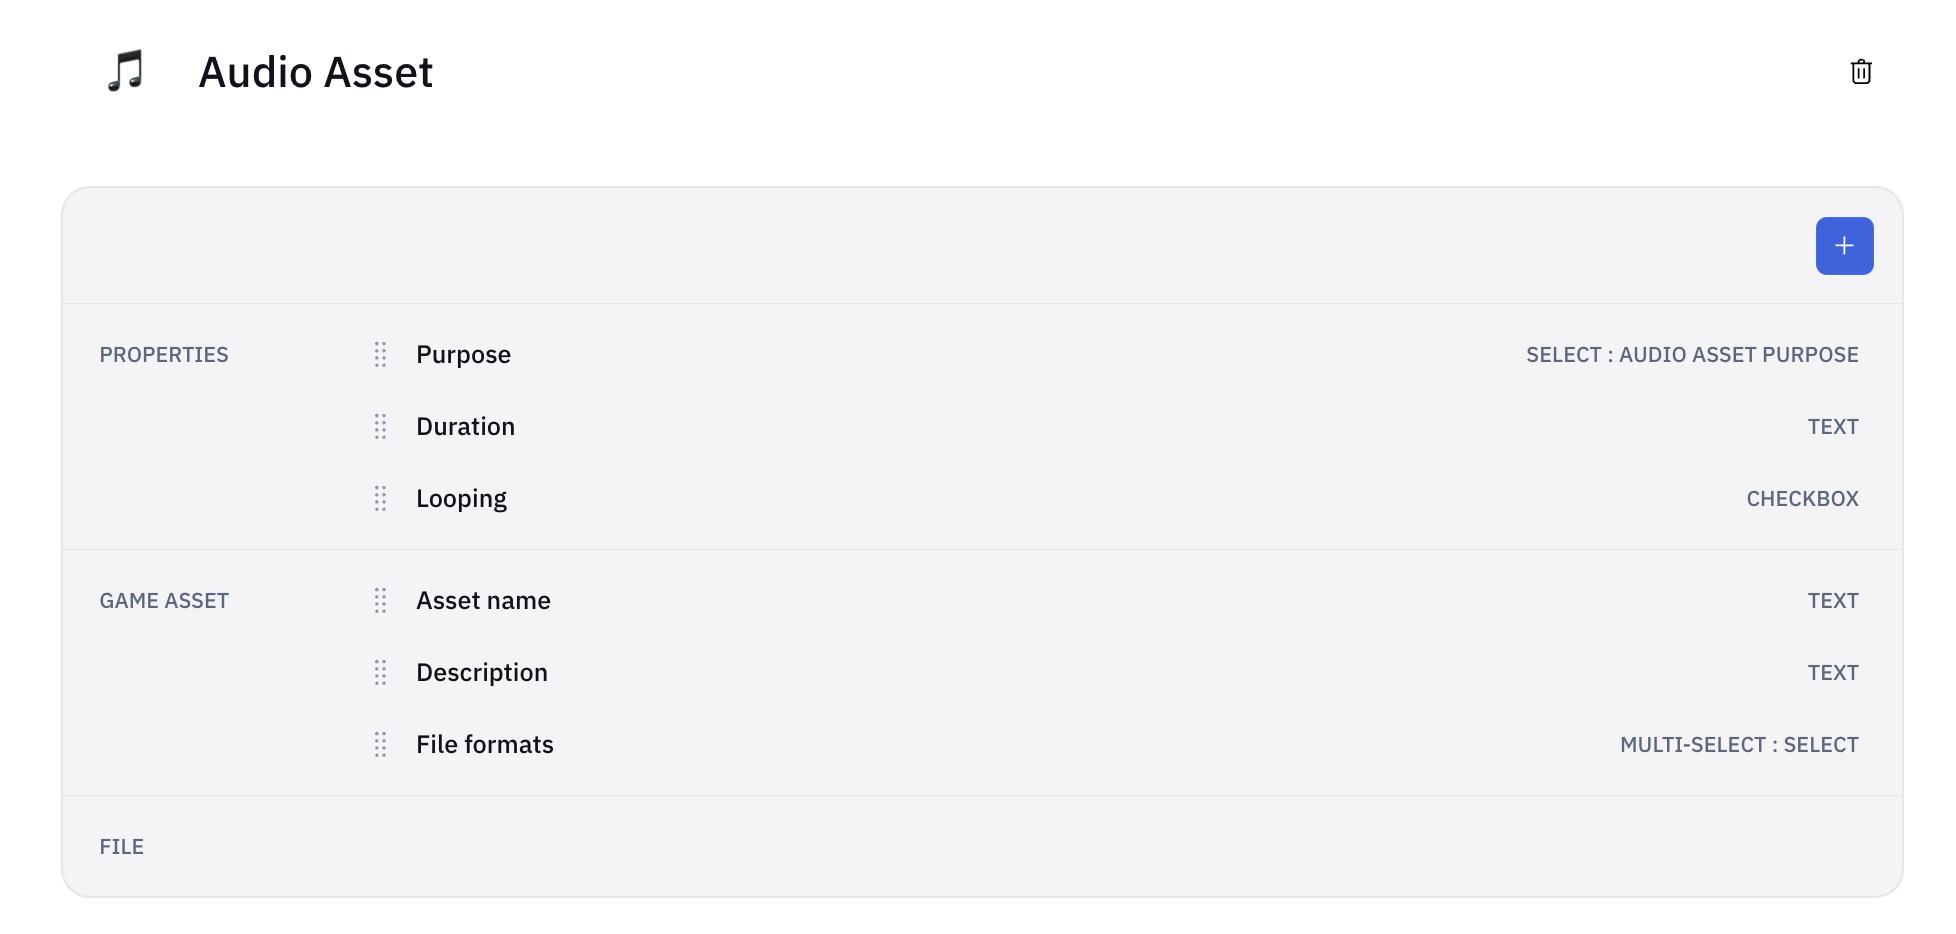 Audio Asset
PROPERTIES
Purpose
SELECT : AUDIO ASSET PURPOSE
Duration
TEXT
Looping
CHECKBOX
GAME ASSET
Asset name
TEXT
Description
TEXT
File formats
MULTI-SELECT : SELECT
FILE